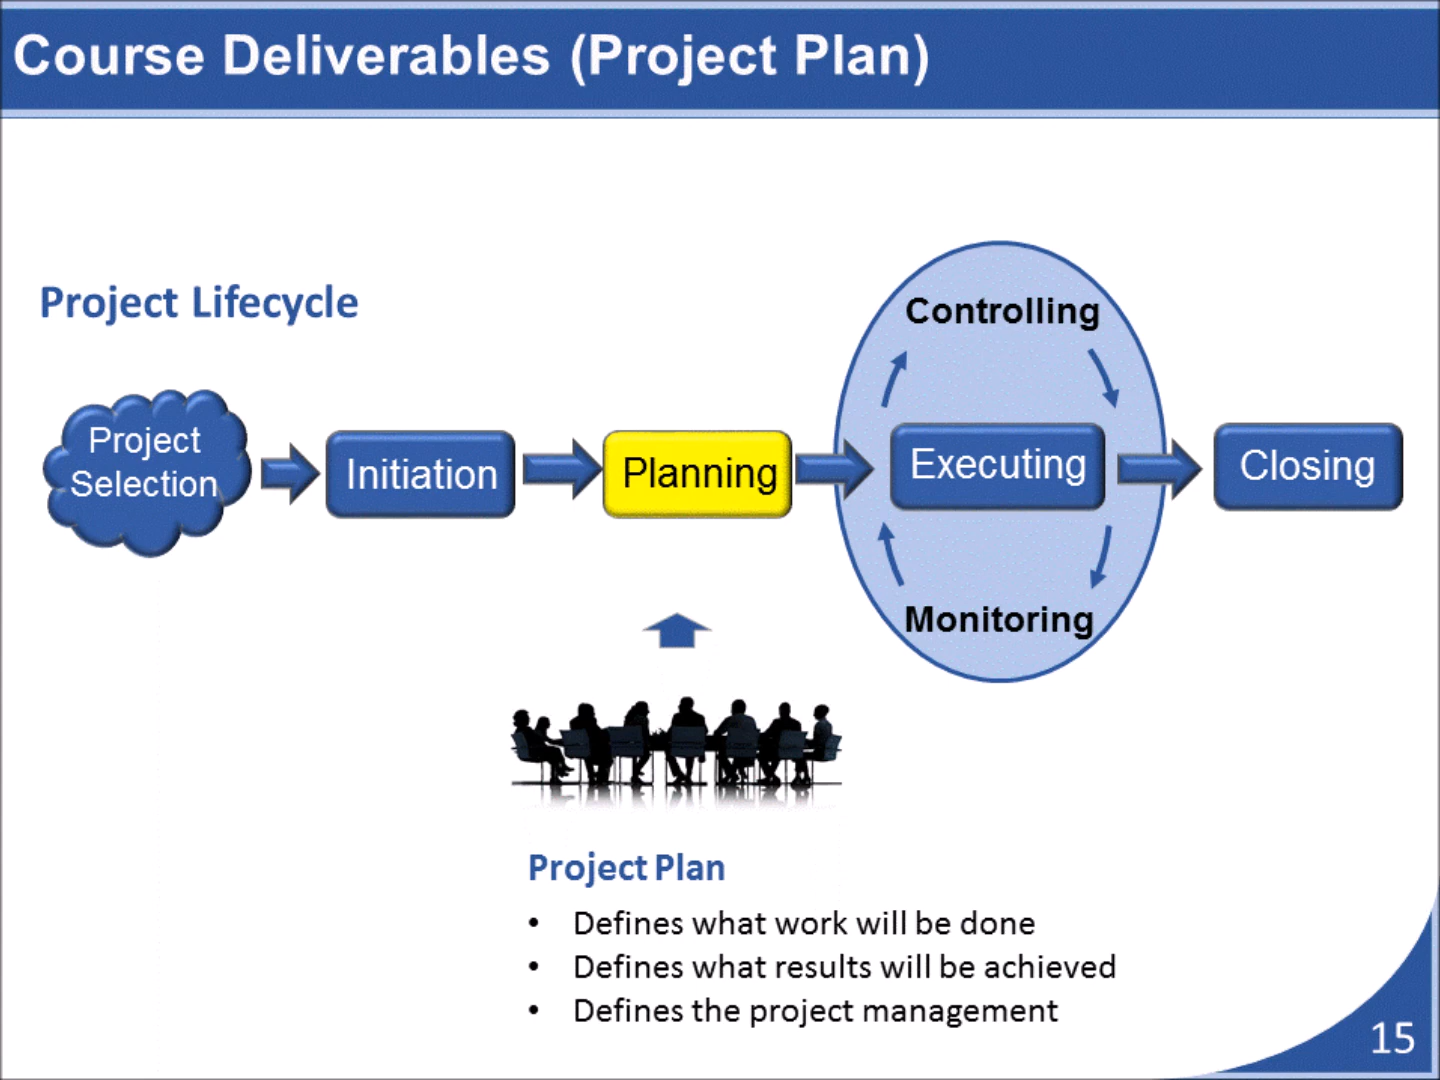 Course Deliverables (Project Plan)
Project Lifecycle
Controlling
Project
Selection
Initiation
Planning
Executing
Closing
Monitoring
Project Plan
• Defines what work will be done
• Defines what results will be achieved
• Defines the project management
15